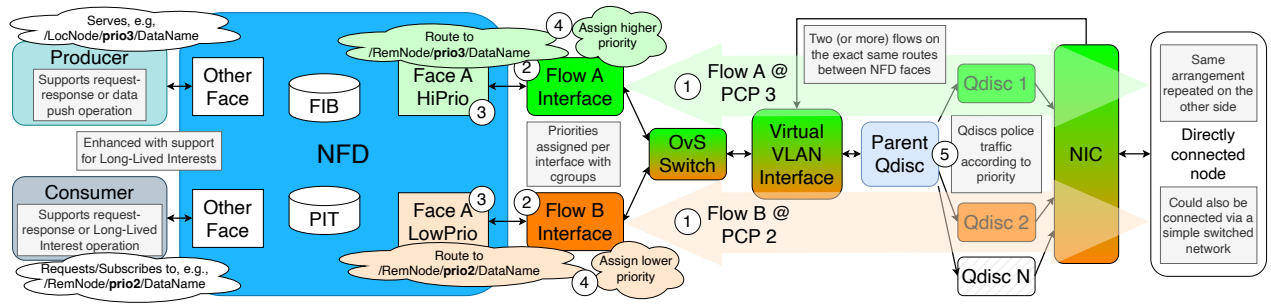 Serves, e.g,
/LocNode/prio3/DataName
Producer
Supports request-
response or data
push operation
Enhanced with support
for Long-Lived Interests
Consumer
Supports request-
response or Long-Lived
Interest operation
Requests/Subscribes to, e.g.,
/RemNode/prio2/DataName
Other
Face
Other
Face
FIB
NFD
PIT
Route to
/RemNode/prio3/DataName
4
Assign higher
priority
Face A
HiPrio
3
2
Flow A
Interface
Priorities
assigned per
interface with
cgroups
Face A
LowPrio
3
2
Flow B
Interface
Route to
/RemNode/prio2/DataName
4
Assign lower
priority
OvS
Switch
1
Flow A @
PCP 3
1
Flow B @
PCP 2
Two (or more) flows on
the exact same routes
between NFD faces
Virtual
VLAN
Interface
Parent
Qdisc
5
Qdisc 1
Qdiscs police
traffic
according to
priority
Qdisc 2
Qdisc N
NIC
Same
arrangement
repeated on the
other side
Directly
connected
node
Could also be
connected via a
simple switched
network